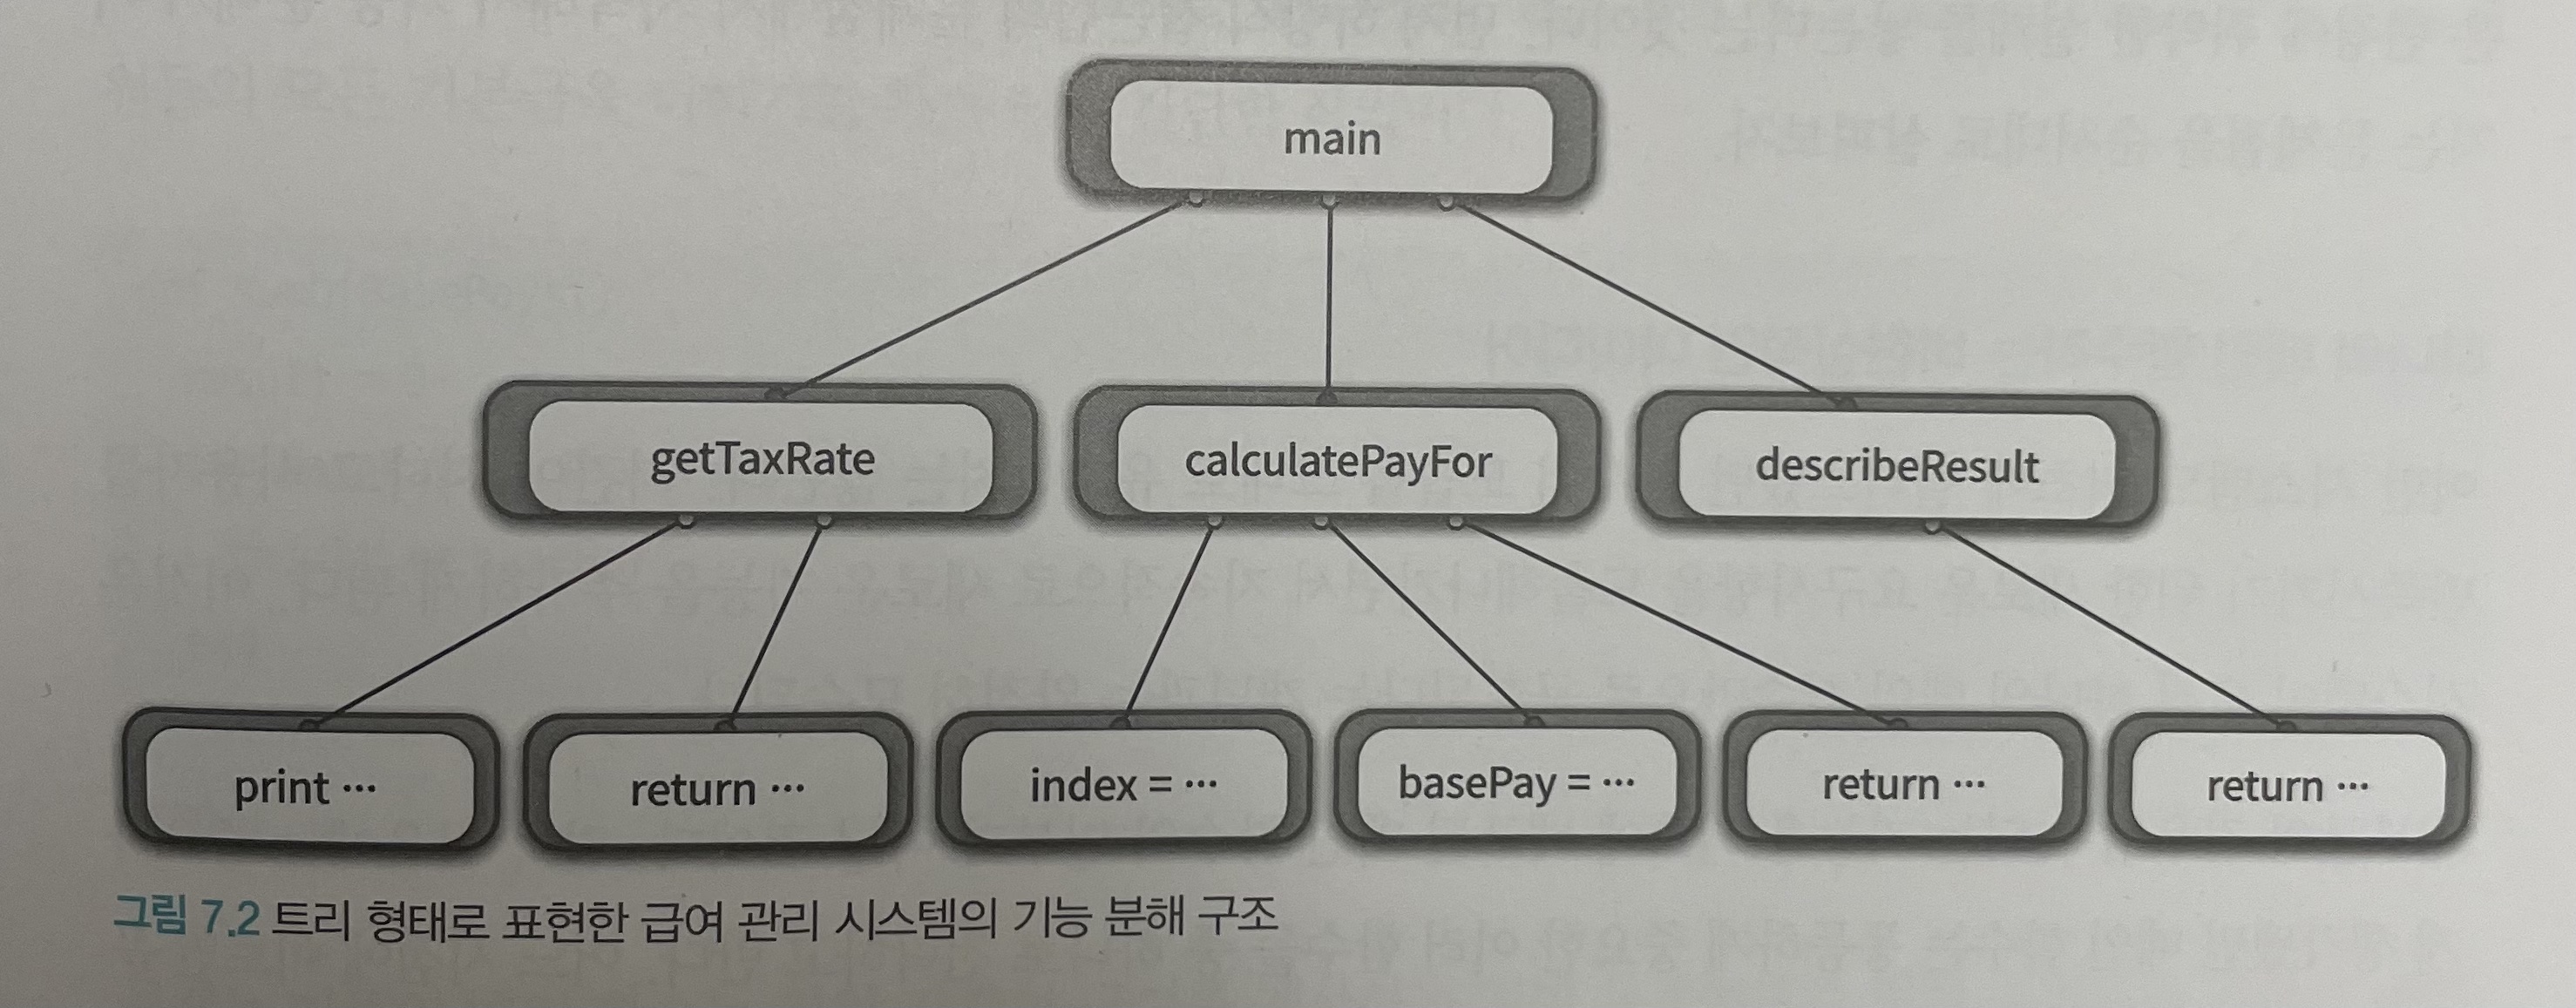 main
getTaxRate
calculatePayFor
describeResult
print ···
return ···
index = ···
basePay = ···
return ···
return ···
그림 7.2 트리 형태로 표현한 급여 관리 시스템의 기능 분해 구조